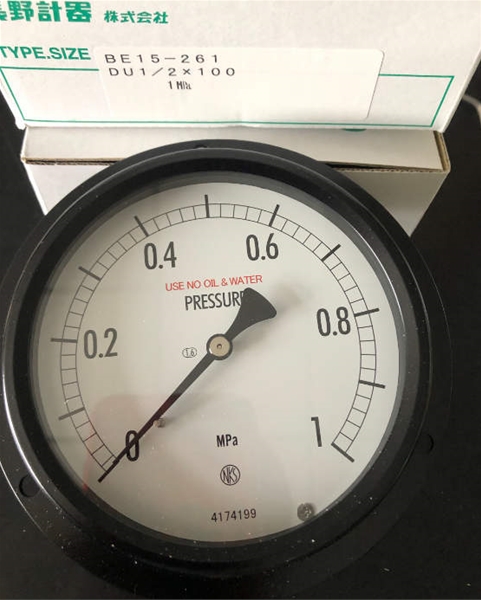 長野計器 株式会社
TYPE.SIZE
BE15-261
DU1/2×100
1MPa
0.4
0.6
USE NO OIL & WATER
PRESSURE
0.2
0.8
1.6
0
MPa
1
NKS
4174199